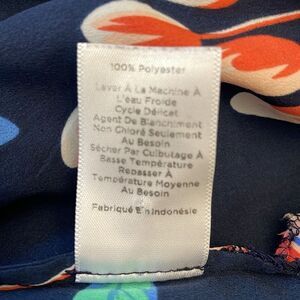 100% Polyester
Laver À La Machine À
L'eau Froide
Cycle Délicat
Agent De Blanchiment
Non Chloré Seulement
Au Besoin
Sécher Par Culbutage À
Basse Température
Repasser À
Température Moyenne
Au Besoin
Fabriqué En Indonésie